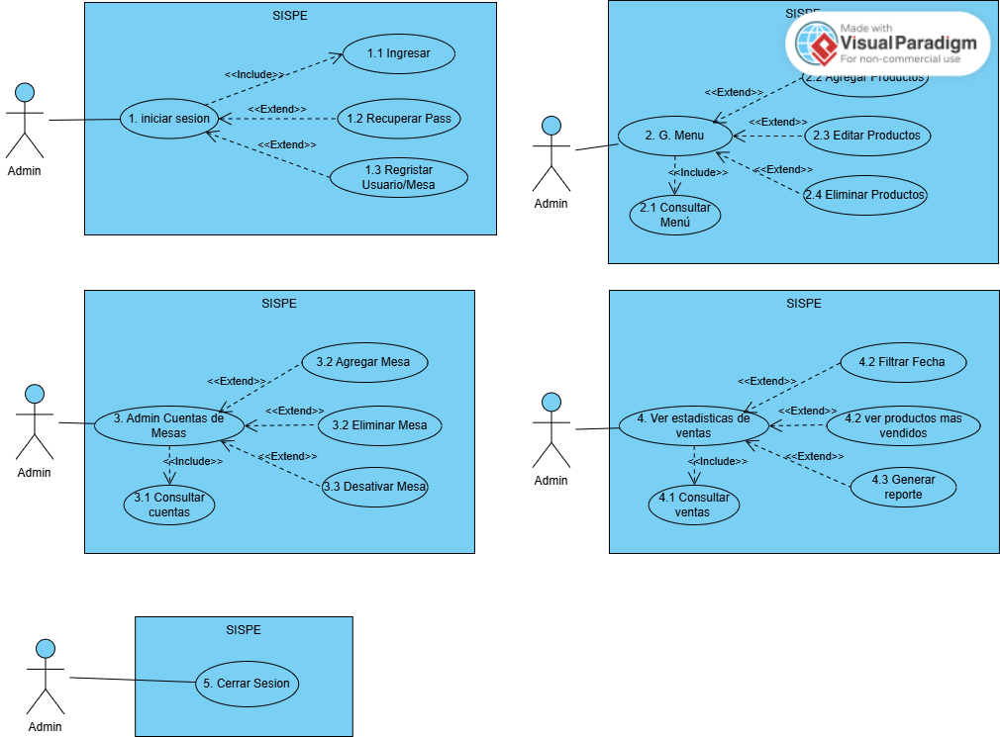 SISPE
1.1 Ingresar
<<Include>>
1. iniciar sesion
<<Extend>>
1.2 Recuperar Pass
<<Extend>>
1.3 Regristar
Usuario/Mesa
Admin
Made with
Visual Paradigm
For non-commercial use
2.2 Agregar Productos
<<Extend>>
2. G. Menu
<<Extend>>
2.3 Editar Productos
<<Include>>
<<Extend>>
2.4 Eliminar Productos
2.1 Consultar
Menú
Admin
SISPE
3.2 Agregar Mesa
<<Extend>>
3. Admin Cuentas de
Mesas
<<Extend>>
3.2 Eliminar Mesa
<<Include>>
<<Extend>>
3.3 Desativar Mesa
3.1 Consultar
cuentas
Admin
SISPE
4.2 Filtrar Fecha
<<Extend>>
4. Ver estadisticas de
ventas
<<Extend>>
4.2 ver productos mas
vendidos
<<Include>>
<<Extend>>
4.3 Generar
reporte
4.1 Consultar
ventas
Admin
SISPE
5. Cerrar Sesion
Admin